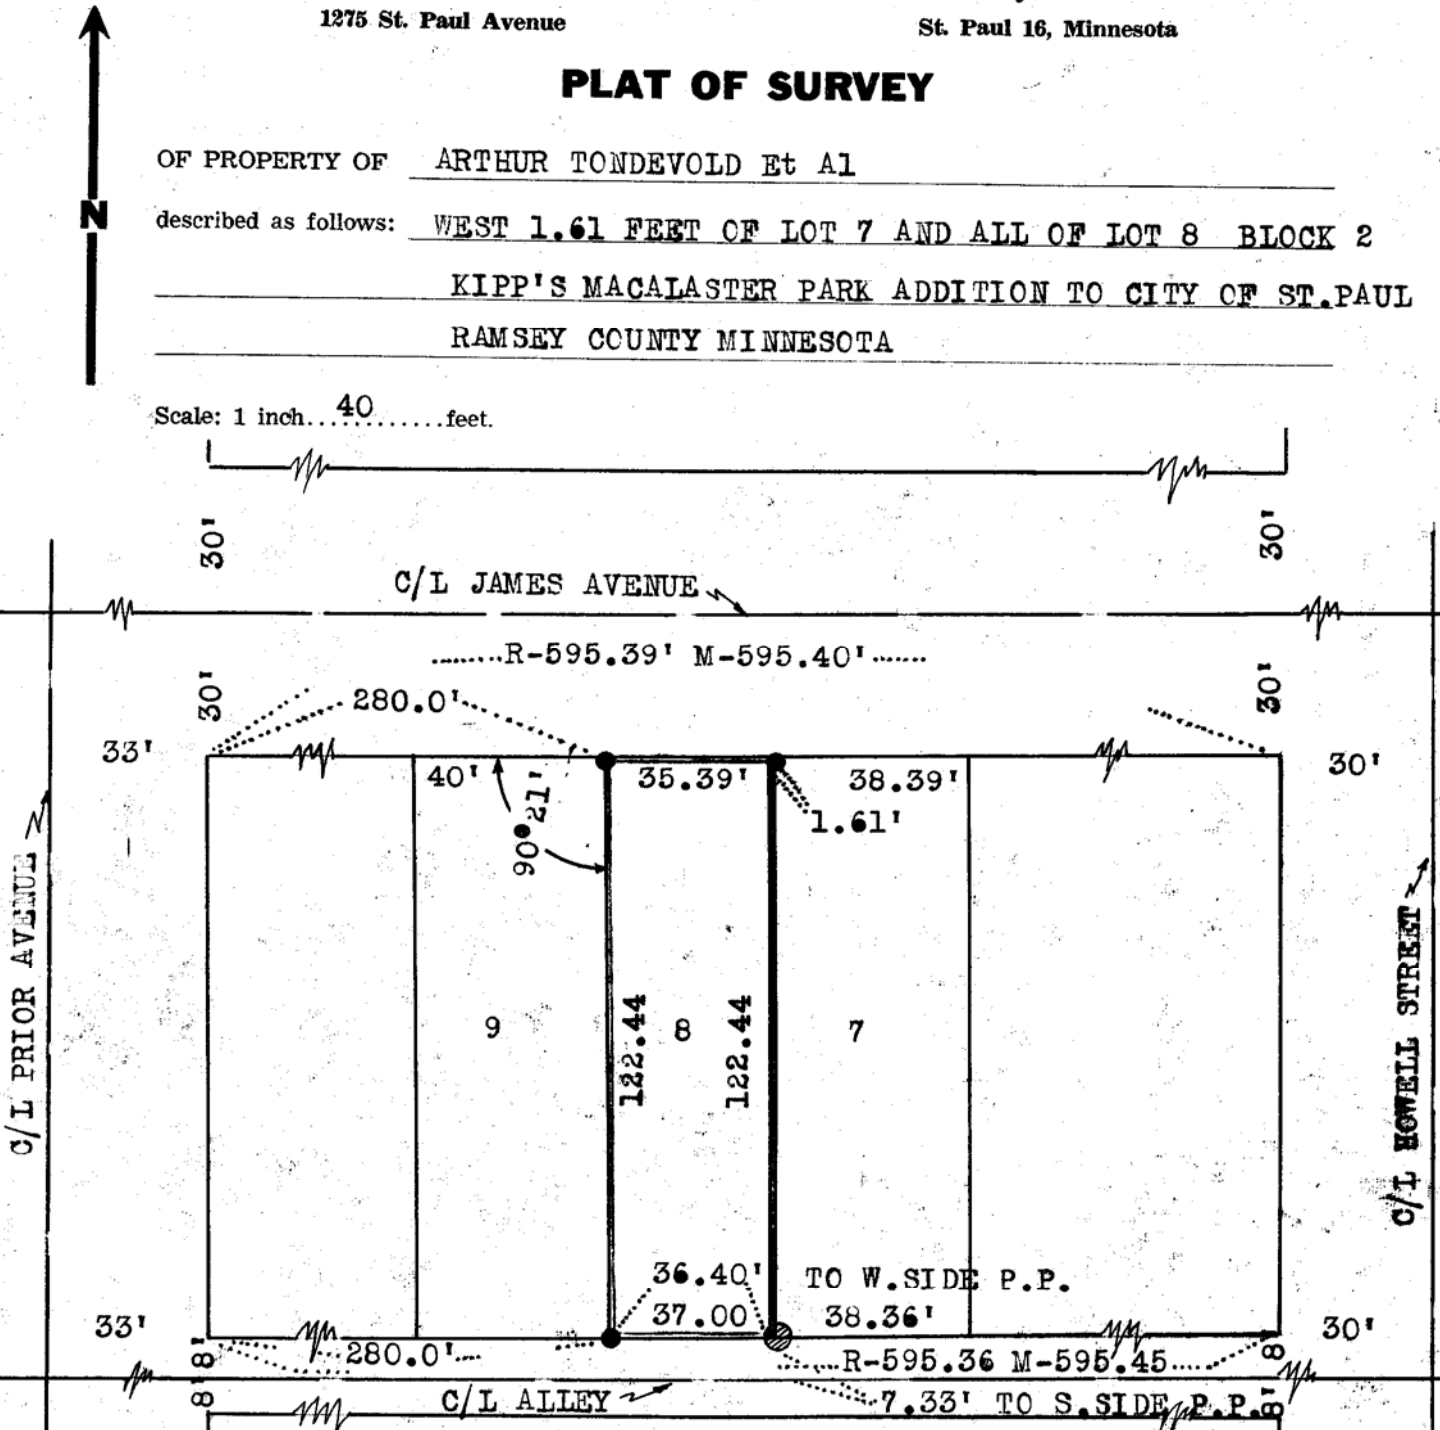 1275 St. Paul Avenue St. Paul 16, Minnesota
PLAT OF SURVEY
OF PROPERTY OF ARTHUR TONDEVOLD Et Al
N
described as follows: WEST 1.61 FEET OF LOT 7 AND ALL OF LOT 8 BLOCK 2
KIPP'S MACALASTER PARK ADDITION TO CITY OF ST.PAUL
RAMSEY COUNTY MINNESOTA
Scale: 1 inch....40............feet.
30' 30'
C/L JAMES AVENUE
R-595.39' M-595.40'
30' 280.0' 30'
33' 40' 35.39' 38.39' 30'
90°21' 1.61'
C/L PRIOR AVENUE
C/L HOWELL STREET
9 122.44 8 122.44 7
36.40' TO W.SIDE P.P.
33' 37.00 38.36' 30'
8' 280.0' R-595.36 M-595.45 8'
8' C/L ALLEY 7.33' TO S.SIDE P.P. 8'